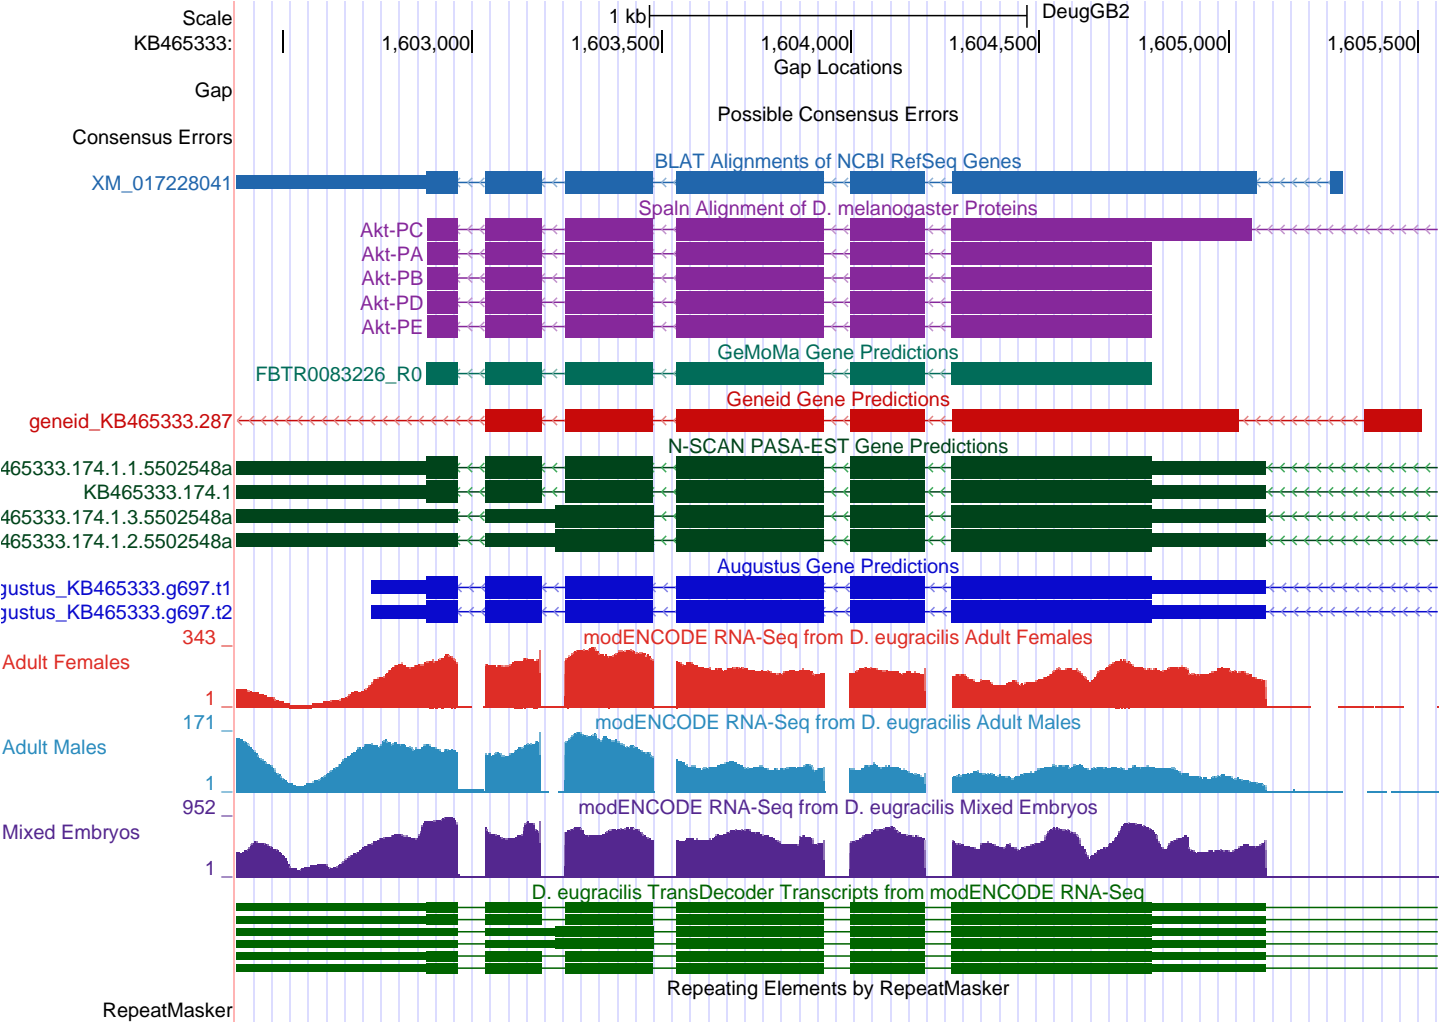 Scale 1 kb DeugGB2
KB465333: 1,603,000 1,603,500 1,604,000 1,604,500 1,605,000 1,605,500
Gap Locations
Gap
Possible Consensus Errors
Consensus Errors
BLAT Alignments of NCBI RefSeq Genes
XM_017228041
Spaln Alignment of D. melanogaster Proteins
Akt-PC
Akt-PA
Akt-PB
Akt-PD
Akt-PE
GeMoMa Gene Predictions
FBTR0083226_R0
Geneid Gene Predictions
geneid_KB465333.287
N-SCAN PASA-EST Gene Predictions
465333.174.1.1.5502548a
KB465333.174.1
465333.174.1.3.5502548a
465333.174.1.2.5502548a
Augustus Gene Predictions
gustus_KB465333.g697.t1
gustus_KB465333.g697.t2
343 modENCODE RNA-Seq from D. eugracilis Adult Females
Adult Females
1
171 modENCODE RNA-Seq from D. eugracilis Adult Males
Adult Males
1
952 modENCODE RNA-Seq from D. eugracilis Mixed Embryos
Mixed Embryos
1
D. eugracilis TransDecoder Transcripts from modENCODE RNA-Seq
Repeating Elements by RepeatMasker
RepeatMasker